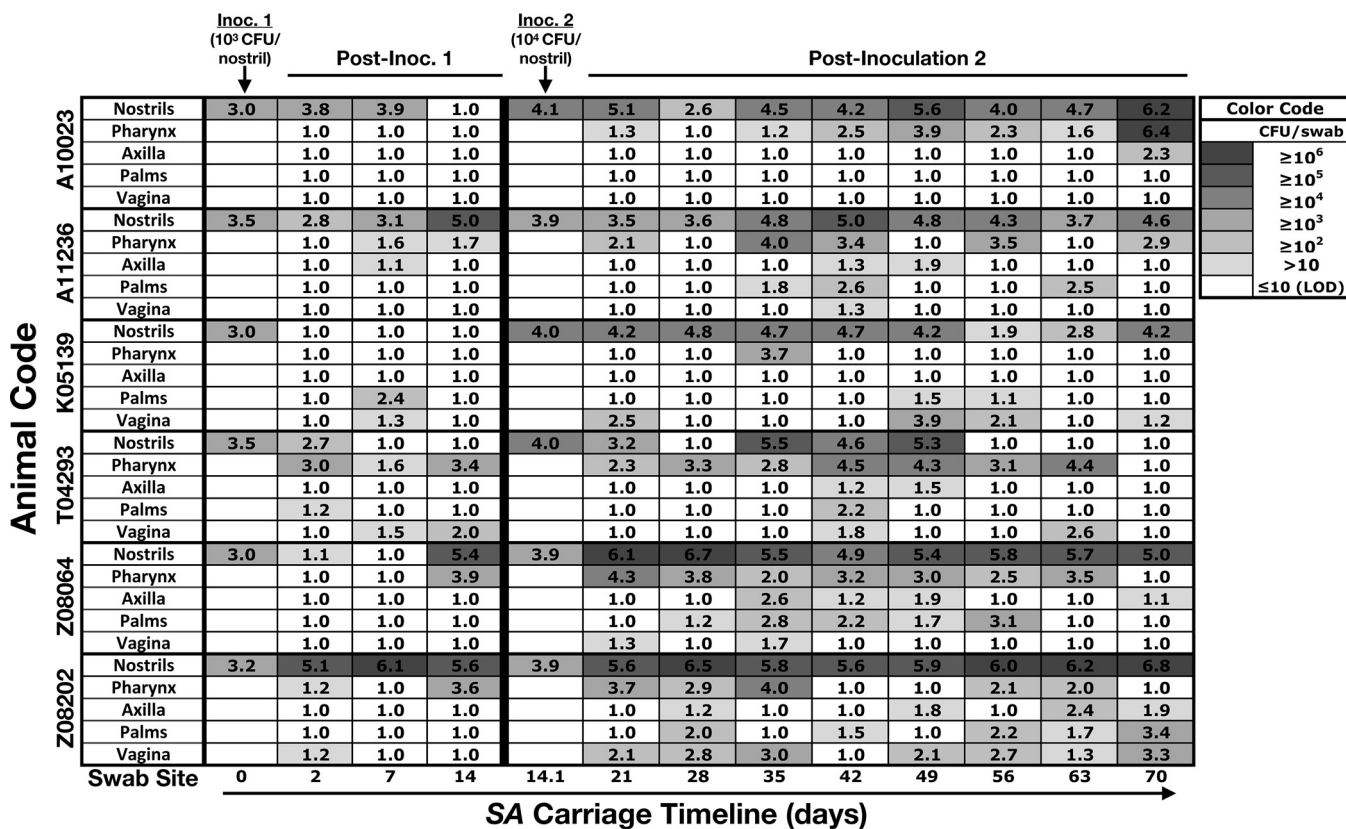 Inoc. 1
(10³ CFU/
nostril)
Post-Inoc. 1
Inoc. 2
(10⁴ CFU/
nostril)
Post-Inoculation 2
Animal Code
A10023
Nostrils 3.0 3.8 3.9 1.0 4.1 5.1 2.6 4.5 4.2 5.6 4.0 4.7 6.2
Pharynx 1.0 1.0 1.0 1.3 1.0 1.2 2.5 3.9 2.3 1.6 6.4
Axilla 1.0 1.0 1.0 1.0 1.0 1.0 1.0 1.0 1.0 1.0 2.3
Palms 1.0 1.0 1.0 1.0 1.0 1.0 1.0 1.0 1.0 1.0 1.0
Vagina 1.0 1.0 1.0 1.0 1.0 1.0 1.0 1.0 1.0 1.0 1.0
A11236
Nostrils 3.5 2.8 3.1 5.0 3.9 3.5 3.6 4.8 5.0 4.8 4.3 3.7 4.6
Pharynx 1.0 1.6 1.7 2.1 1.0 4.0 3.4 1.0 3.5 1.0 2.9
Axilla 1.0 1.1 1.0 1.0 1.0 1.0 1.3 1.9 1.0 1.0 1.0
Palms 1.0 1.0 1.0 1.0 1.0 1.8 2.6 1.0 1.0 2.5 1.0
Vagina 1.0 1.0 1.0 1.0 1.0 1.0 1.3 1.0 1.0 1.0 1.0
K05139
Nostrils 3.0 1.0 1.0 1.0 4.0 4.2 4.8 4.7 4.7 4.2 1.9 2.8 4.2
Pharynx 1.0 1.0 1.0 1.0 1.0 3.7 1.0 1.0 1.0 1.0 1.0
Axilla 1.0 1.0 1.0 1.0 1.0 1.0 1.0 1.0 1.0 1.0 1.0
Palms 1.0 2.4 1.0 1.0 1.0 1.0 1.0 1.5 1.1 1.0 1.0
Vagina 1.0 1.3 1.0 2.5 1.0 1.0 1.0 3.9 2.1 1.0 1.2
T04293
Nostrils 3.5 2.7 1.0 1.0 4.0 3.2 1.0 5.5 4.6 5.3 1.0 1.0 1.0
Pharynx 3.0 1.6 3.4 2.3 3.3 2.8 4.5 4.3 3.1 4.4 1.0
Axilla 1.0 1.0 1.0 1.0 1.0 1.0 1.2 1.5 1.0 1.0 1.0
Palms 1.2 1.0 1.0 1.0 1.0 1.0 2.2 1.0 1.0 1.0 1.0
Vagina 1.0 1.5 2.0 1.0 1.0 1.0 1.8 1.0 1.0 2.6 1.0
Z08064
Nostrils 3.0 1.1 1.0 5.4 3.9 6.1 6.7 5.5 4.9 5.4 5.8 5.7 5.0
Pharynx 1.0 1.0 3.9 4.3 3.8 2.0 3.2 3.0 2.5 3.5 1.0
Axilla 1.0 1.0 1.0 1.0 1.0 2.6 1.2 1.9 1.0 1.0 1.1
Palms 1.0 1.0 1.0 1.0 1.2 2.8 2.2 1.7 3.1 1.0 1.0
Vagina 1.0 1.0 1.0 1.3 1.0 1.7 1.0 1.0 1.0 1.0 1.0
Z08202
Nostrils 3.2 5.1 6.1 5.6 3.9 5.6 6.5 5.8 5.6 5.9 6.0 6.2 6.8
Pharynx 1.2 1.0 3.6 3.7 2.9 4.0 1.0 1.0 2.1 2.0 1.0
Axilla 1.0 1.0 1.0 1.0 1.2 1.0 1.0 1.8 1.0 2.4 1.9
Palms 1.0 1.0 1.0 1.0 2.0 1.0 1.5 1.0 2.2 1.7 3.4
Vagina 1.2 1.0 1.0 2.1 2.8 3.0 1.0 2.1 2.7 1.3 3.3
Swab Site 0 2 7 14 14.1 21 28 35 42 49 56 63 70
SA Carriage Timeline (days)
Color Code
CFU/swab
≥10⁶
≥10⁵
≥10⁴
≥10³
≥10²
>10
≤10 (LOD)